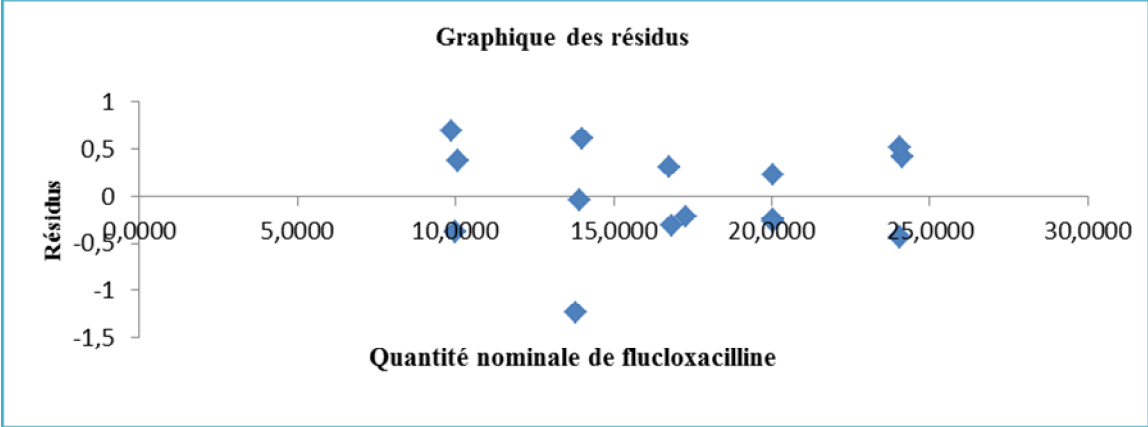 Graphique des résidus
1
0,5
0
-0,5
-1
-1,5
0,0000 5,0000 10,0000 15,0000 20,0000 25,0000 30,0000
Résidus
Quantité nominale de flucloxacilline